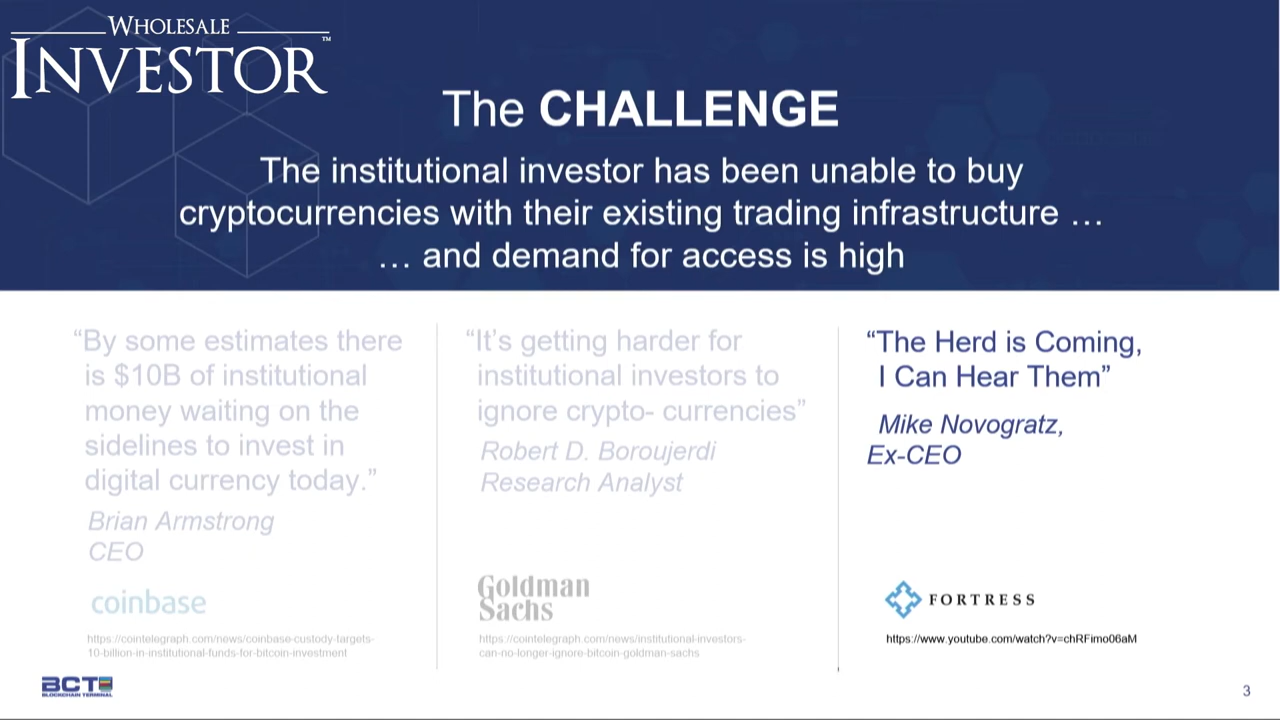 WHOLESALE
INVESTOR™
The CHALLENGE
The institutional investor has been unable to buy
cryptocurrencies with their existing trading infrastructure …
… and demand for access is high
“By some estimates there
is $10B of institutional
money waiting on the
sidelines to invest in
digital currency today.”
Brian Armstrong
CEO
coinbase
https://cointelegraph.com/news/coinbase-custody-targets-
10-billion-in-institutional-funds-for-bitcoin-investment
“It’s getting harder for
institutional investors to
ignore crypto- currencies”
Robert D. Boroujerdi
Research Analyst
Goldman
Sachs
https://cointelegraph.com/news/institutional-investors-
can-no-longer-ignore-bitcoin-goldman-sachs
“The Herd is Coming,
I Can Hear Them”
Mike Novogratz,
Ex-CEO
FORTRESS
https://www.youtube.com/watch?v=chRFimo06aM
BCT
BLOCKCHAIN TERMINAL
3